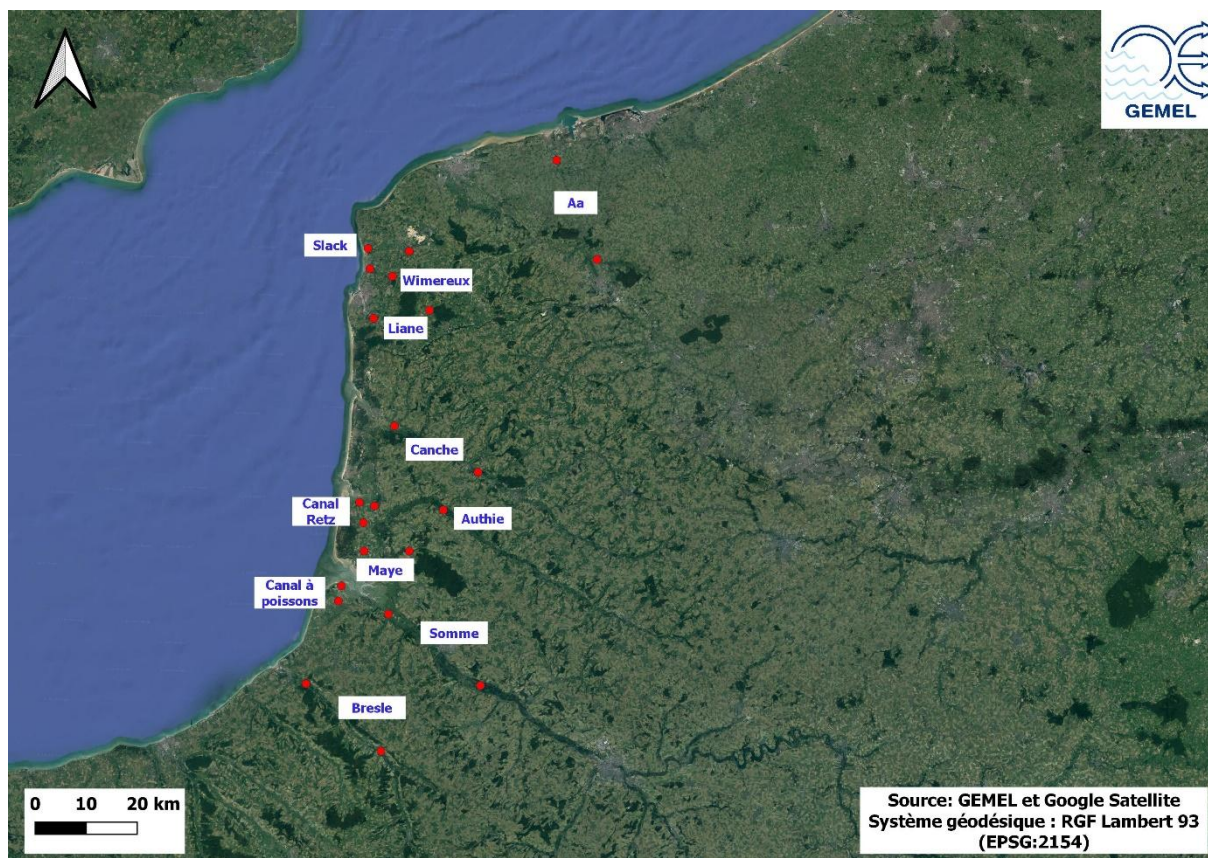 GEMEL
Aa
Slack
Wimereux
Liane
Canche
Canal
Retz
Authie
Maye
Canal à
poissons
Somme
Bresle
0 10 20 km
Source: GEMEL et Google Satellite
Système géodésique : RGF Lambert 93
(EPSG:2154)